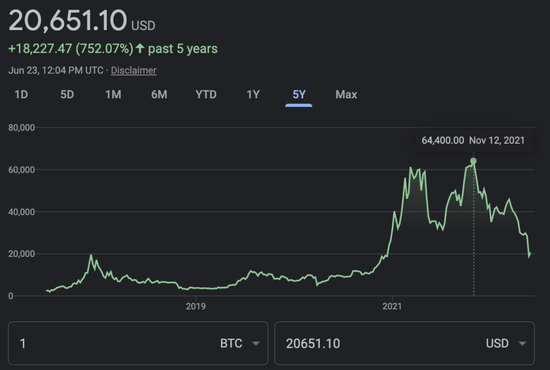 20,651.10 USD
+18,227.47 (752.07%) ↑ past 5 years
Jun 23, 12:04 PM UTC · Disclaimer
1D 5D 1M 6M YTD 1Y 5Y Max
80,000
64,400.00 Nov 12, 2021
60,000
40,000
20,000
0
2019 2021
1 BTC 20651.10 USD